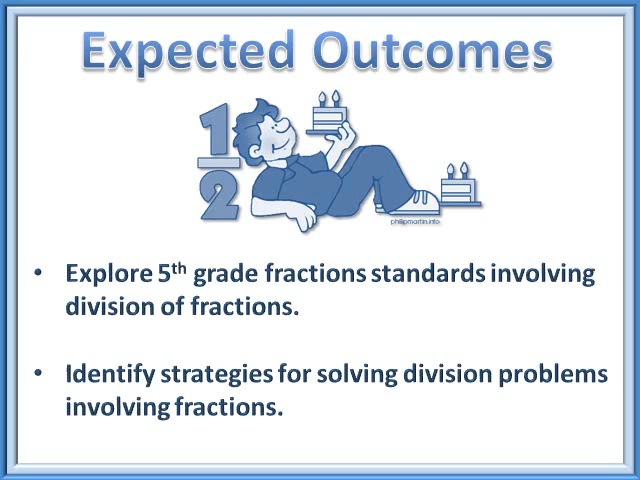 Expected Outcomes
1
2
philipmartin.info
• Explore 5th grade fractions standards involving
division of fractions.
• Identify strategies for solving division problems
involving fractions.